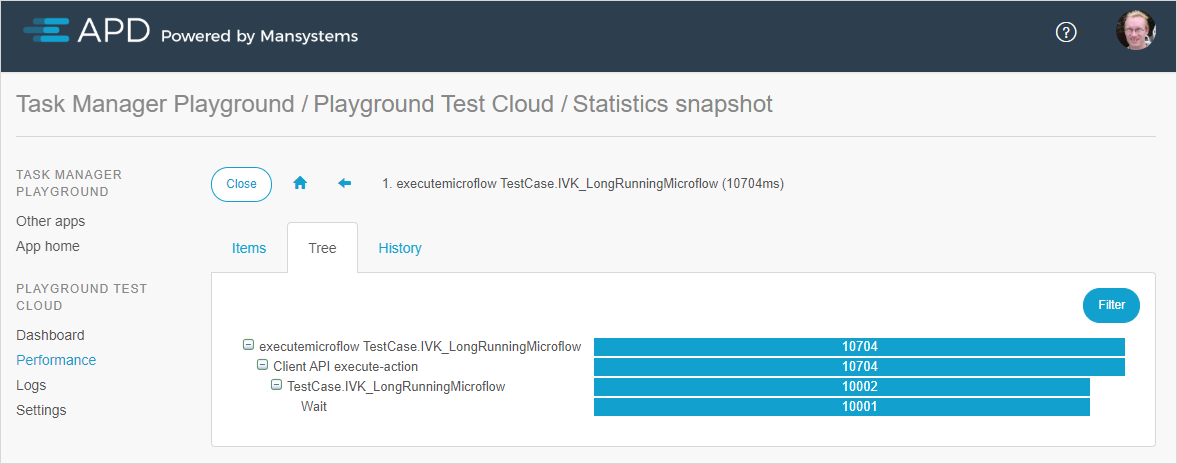 APD Powered by Mansystems
?
Task Manager Playground / Playground Test Cloud / Statistics snapshot
TASK MANAGER
PLAYGROUND
Other apps
App home
PLAYGROUND TEST
CLOUD
Dashboard
Performance
Logs
Settings
Close
1. executemicroflow TestCase.IVK_LongRunningMicroflow (10704ms)
Items
Tree
History
Filter
executemicroflow TestCase.IVK_LongRunningMicroflow 10704
Client API execute-action 10704
TestCase.IVK_LongRunningMicroflow 10002
Wait 10001